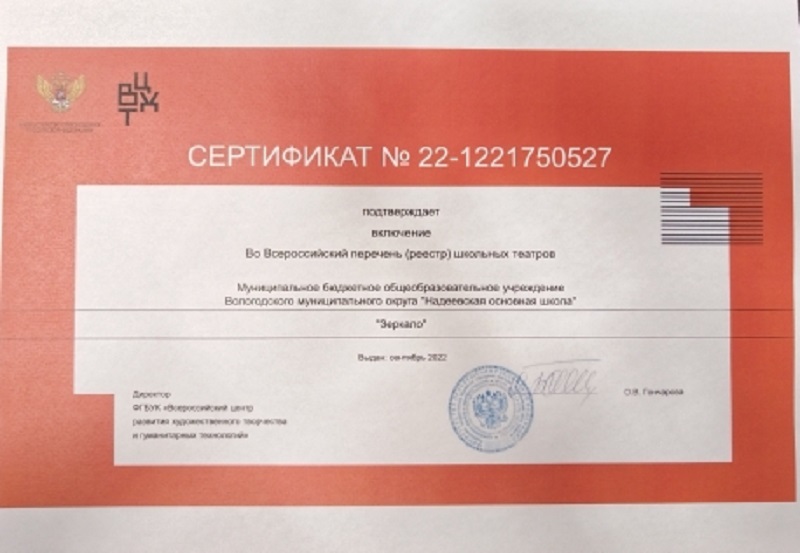 ВЦХТ
СЕРТИФИКАТ № 22-1221750527
подтверждает
включение
Во Всероссийский перечень (реестр) школьных театров
Муниципальное бюджетное общеобразовательное учреждение
Вологодского муниципального округа "Надеевская основная школа"
"Зеркало"
Выдан: сентябрь 2022
Директор
ФГБУК «Всероссийский центр
развития художественного творчества
и гуманитарных технологий»
О.В. Гончарова